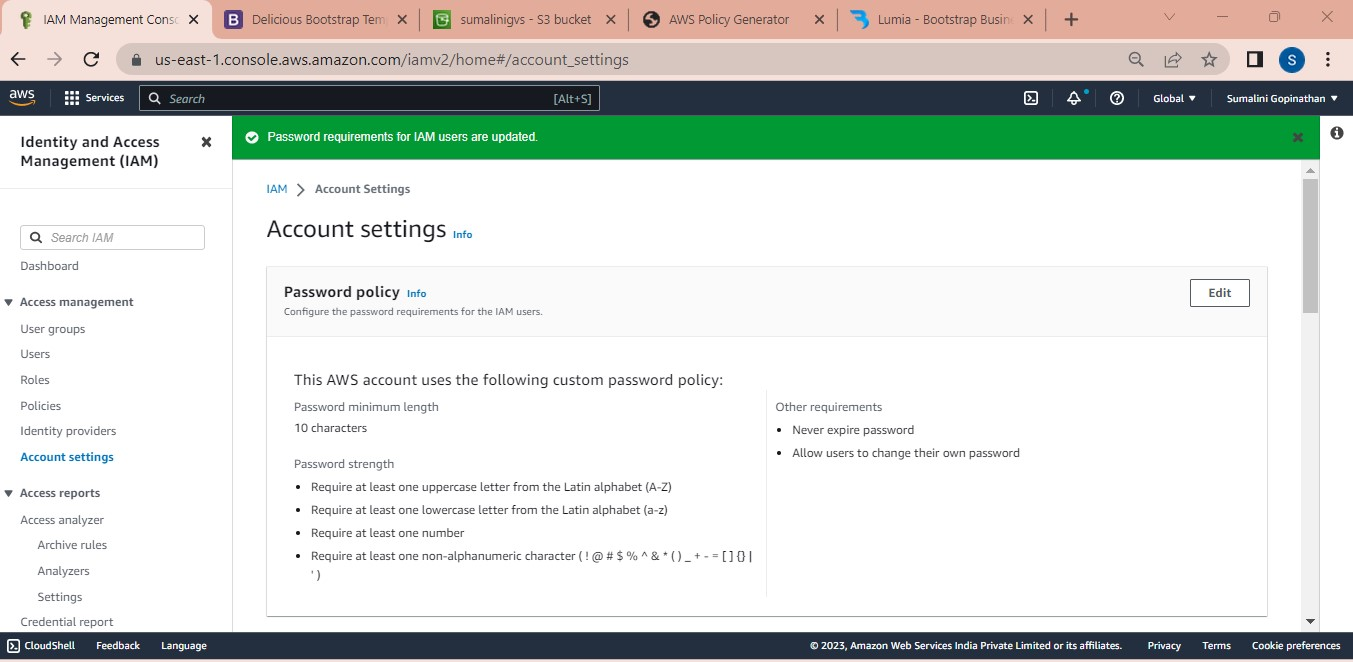 IAM Management Consc
Delicious Bootstrap Tem
sumalinigvs - S3 bucket
AWS Policy Generator
Lumia - Bootstrap Busin
us-east-1.console.aws.amazon.com/iamv2/home#/account_settings
S
aws
Services
Search
[Alt+S]
Global
Sumalini Gopinathan
Identity and Access
Management (IAM)
Search IAM
Dashboard
Access management
User groups
Users
Roles
Policies
Identity providers
Account settings
Access reports
Access analyzer
Archive rules
Analyzers
Settings
Credential report
Password requirements for IAM users are updated.
IAM > Account Settings
Account settings Info
Password policy Info
Configure the password requirements for the IAM users.
Edit
This AWS account uses the following custom password policy:
Password minimum length
10 characters
Password strength
• Require at least one uppercase letter from the Latin alphabet (A-Z)
• Require at least one lowercase letter from the Latin alphabet (a-z)
• Require at least one number
• Require at least one non-alphanumeric character ( ! @ # $ % ^ & * ( ) _ + - = [ ] {} |
' )
Other requirements
• Never expire password
• Allow users to change their own password
CloudShell
Feedback
Language
© 2023, Amazon Web Services India Private Limited or its affiliates.
Privacy
Terms
Cookie preferences